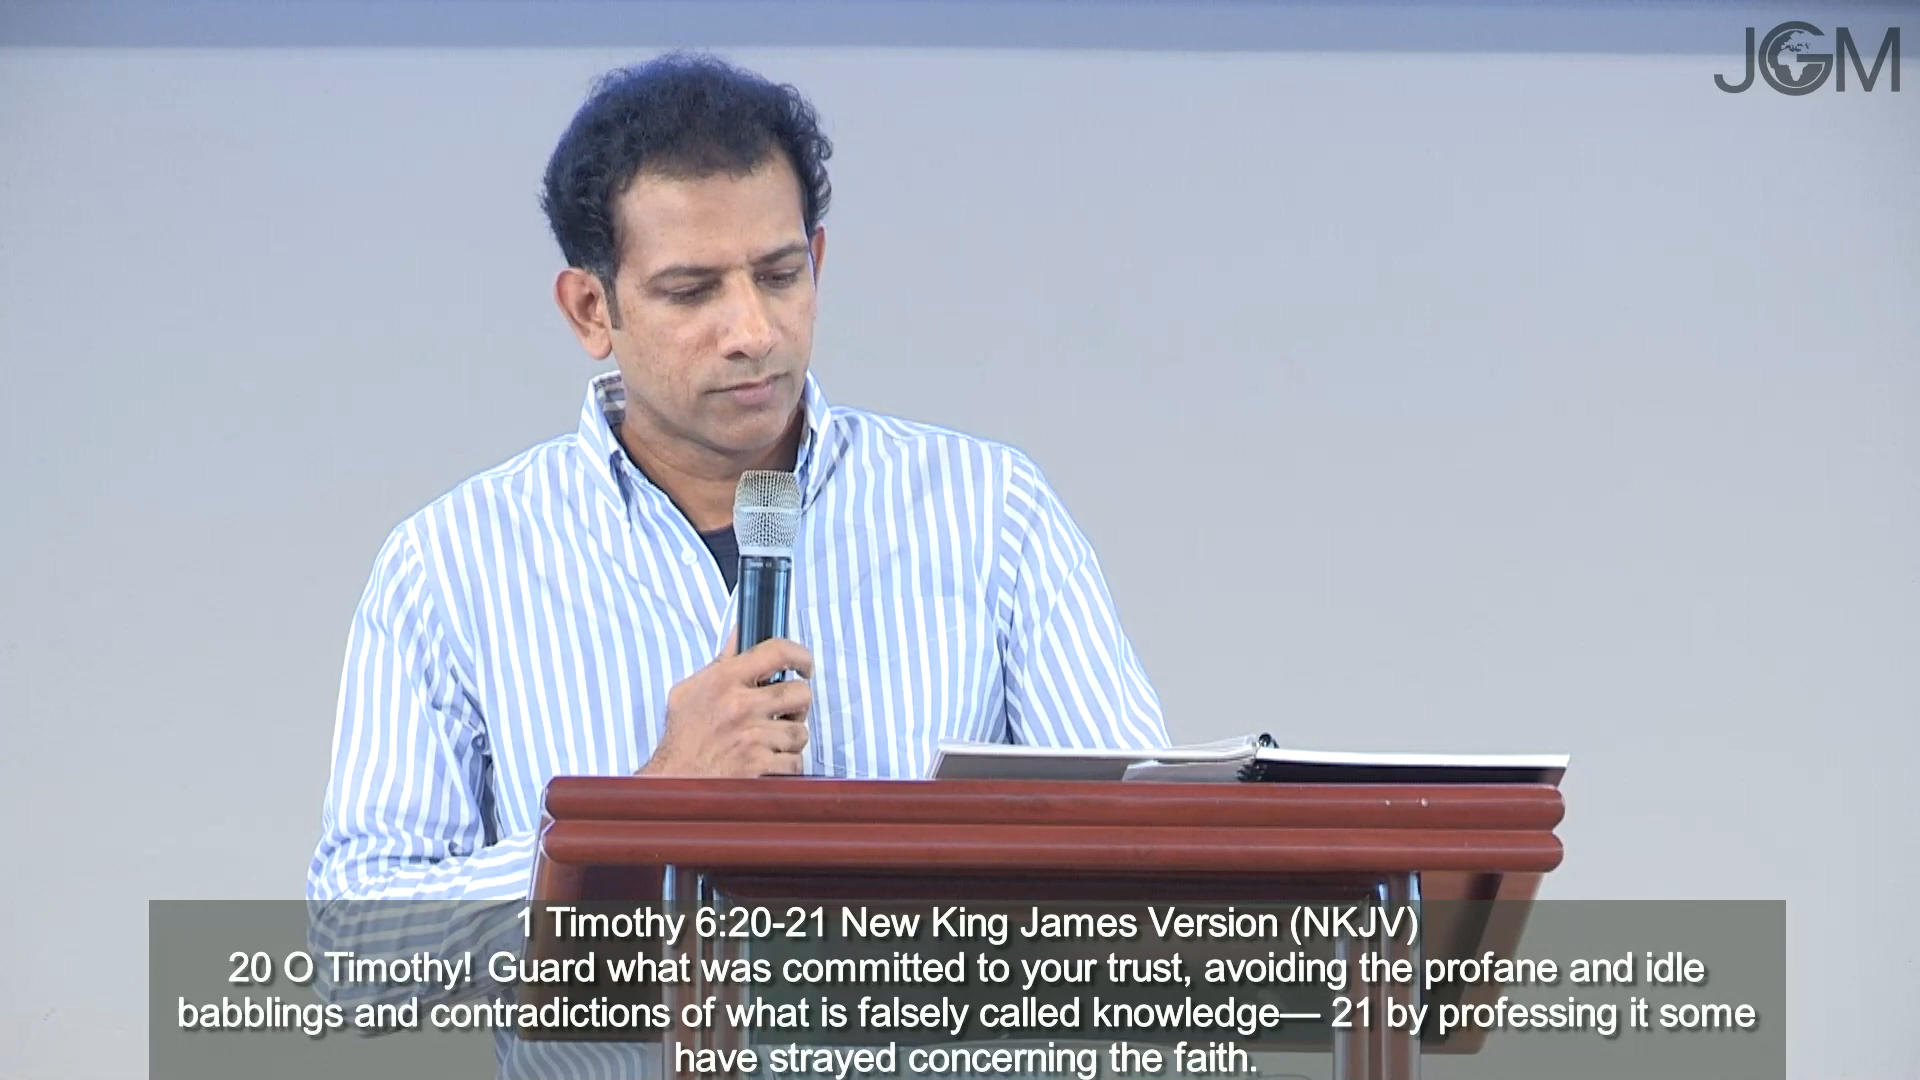 JGM
1 Timothy 6:20-21 New King James Version (NKJV)
20 O Timothy! Guard what was committed to your trust, avoiding the profane and idle
babblings and contradictions of what is falsely called knowledge— 21 by professing it some
have strayed concerning the faith.